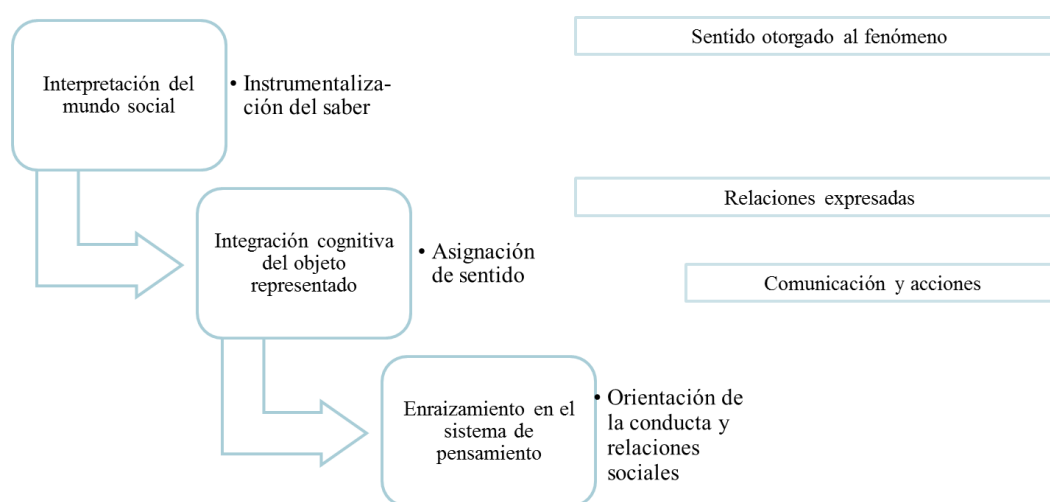 Interpretación del
mundo social
• Instrumentaliza-
ción del saber
Sentido otorgado al fenómeno
Integración cognitiva
del objeto
representado
• Asignación
de sentido
Relaciones expresadas
Comunicación y acciones
Enraizamiento en el
sistema de
pensamiento
• Orientación de
la conducta y
relaciones
sociales